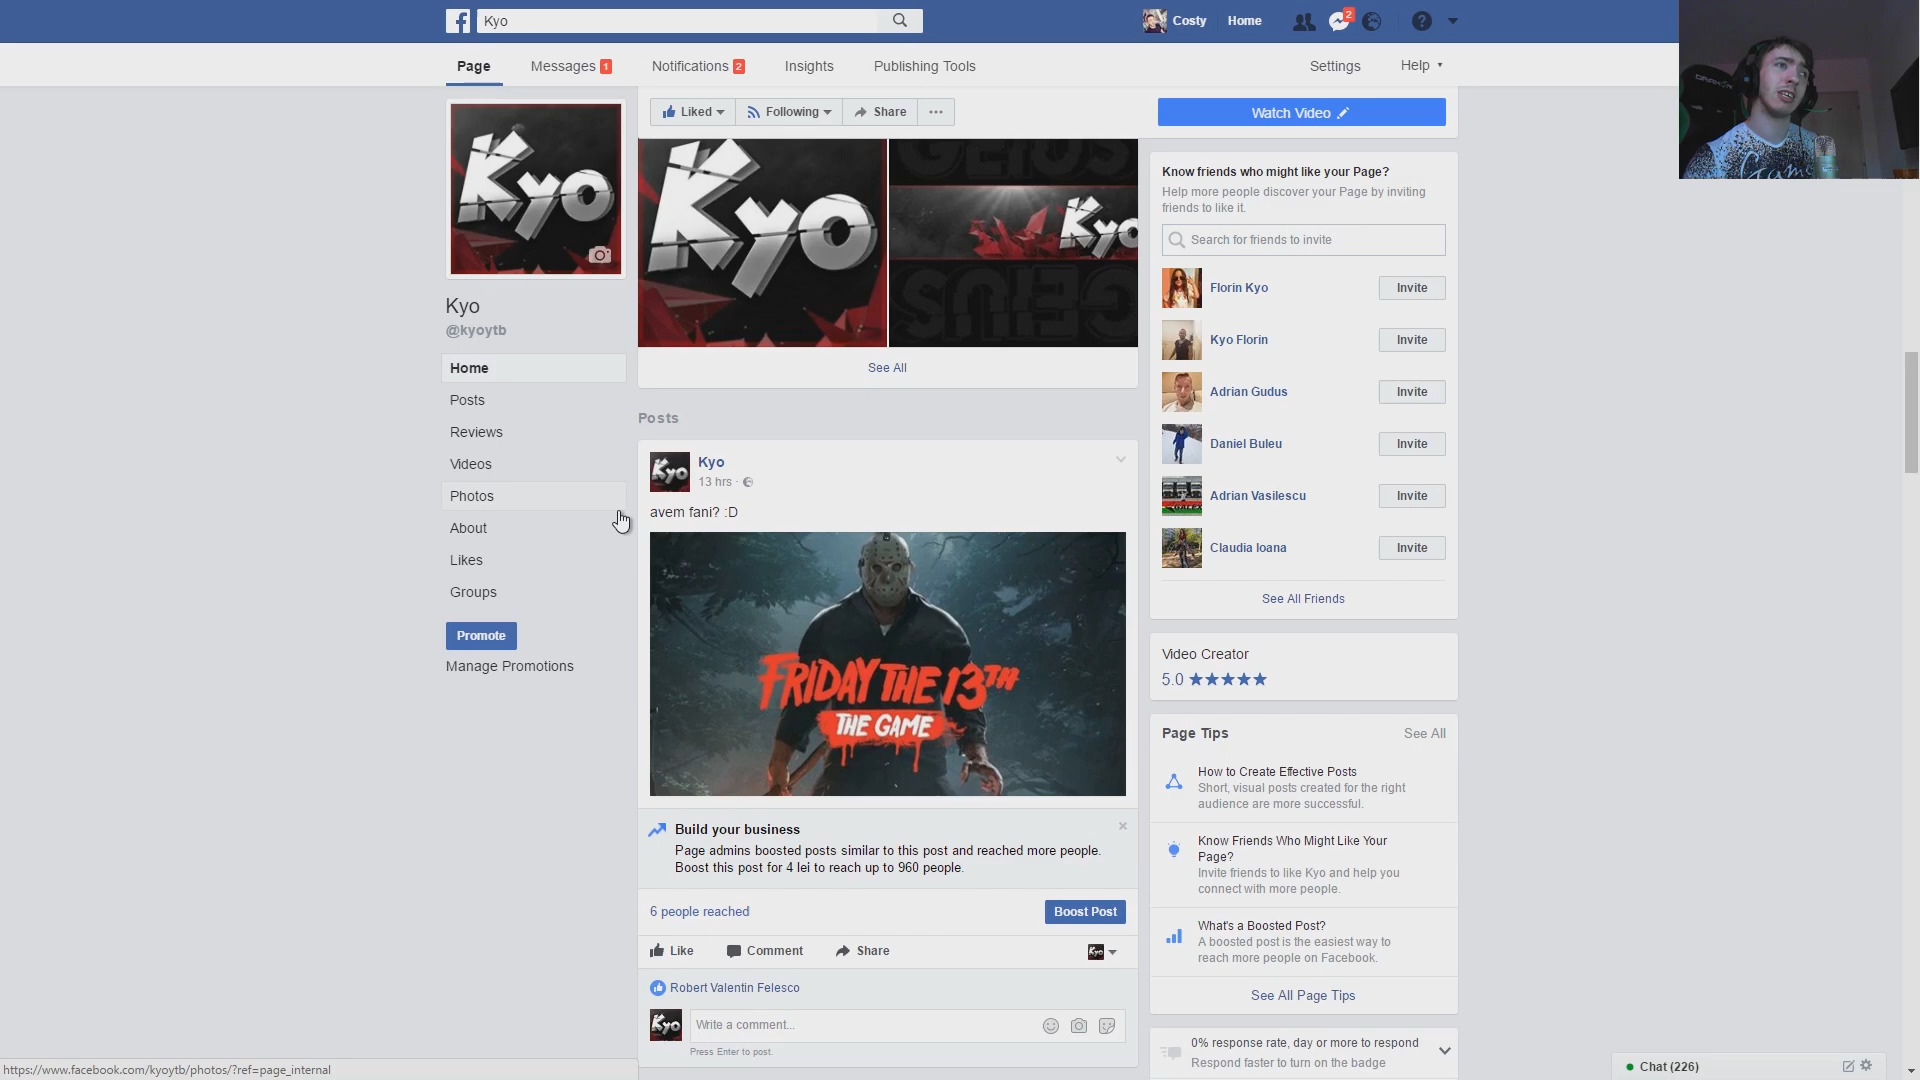 Kyo
Costy
Home
2
Page
Messages 1
Notifications 2
Insights
Publishing Tools
Settings
Help
Liked
Following
Share
Watch Video
Kyo
Kyo
Kyo
Kyo
@kyoytb
Home
Posts
Reviews
Videos
Photos
About
Likes
Groups
Promote
Manage Promotions
See All
Posts
Kyo
Kyo
13 hrs ·
avem fani? :D
FRIDAY THE 13TH
THE GAME
Build your business
Page admins boosted posts similar to this post and reached more people.
Boost this post for 4 lei to reach up to 960 people.
6 people reached
Boost Post
Like
Comment
Share
Kyo
Robert Valentin Felesco
Kyo
Write a comment...
Press Enter to post.
Know friends who might like your Page?
Help more people discover your Page by inviting
friends to like it.
Search for friends to invite
Florin Kyo
Invite
Kyo Florin
Invite
Adrian Gudus
Invite
Daniel Buleu
Invite
Adrian Vasilescu
Invite
Claudia Ioana
Invite
See All Friends
Video Creator
5.0 ★★★★★
Page Tips
See All
How to Create Effective Posts
Short, visual posts created for the right
audience are more successful.
Know Friends Who Might Like Your
Page?
Invite friends to like Kyo and help you
connect with more people.
What's a Boosted Post?
A boosted post is the easiest way to
reach more people on Facebook.
See All Page Tips
0% response rate, day or more to respond
Respond faster to turn on the badge
Chat (226)
https://www.facebook.com/kyoytb/photos/?ref=page_internal